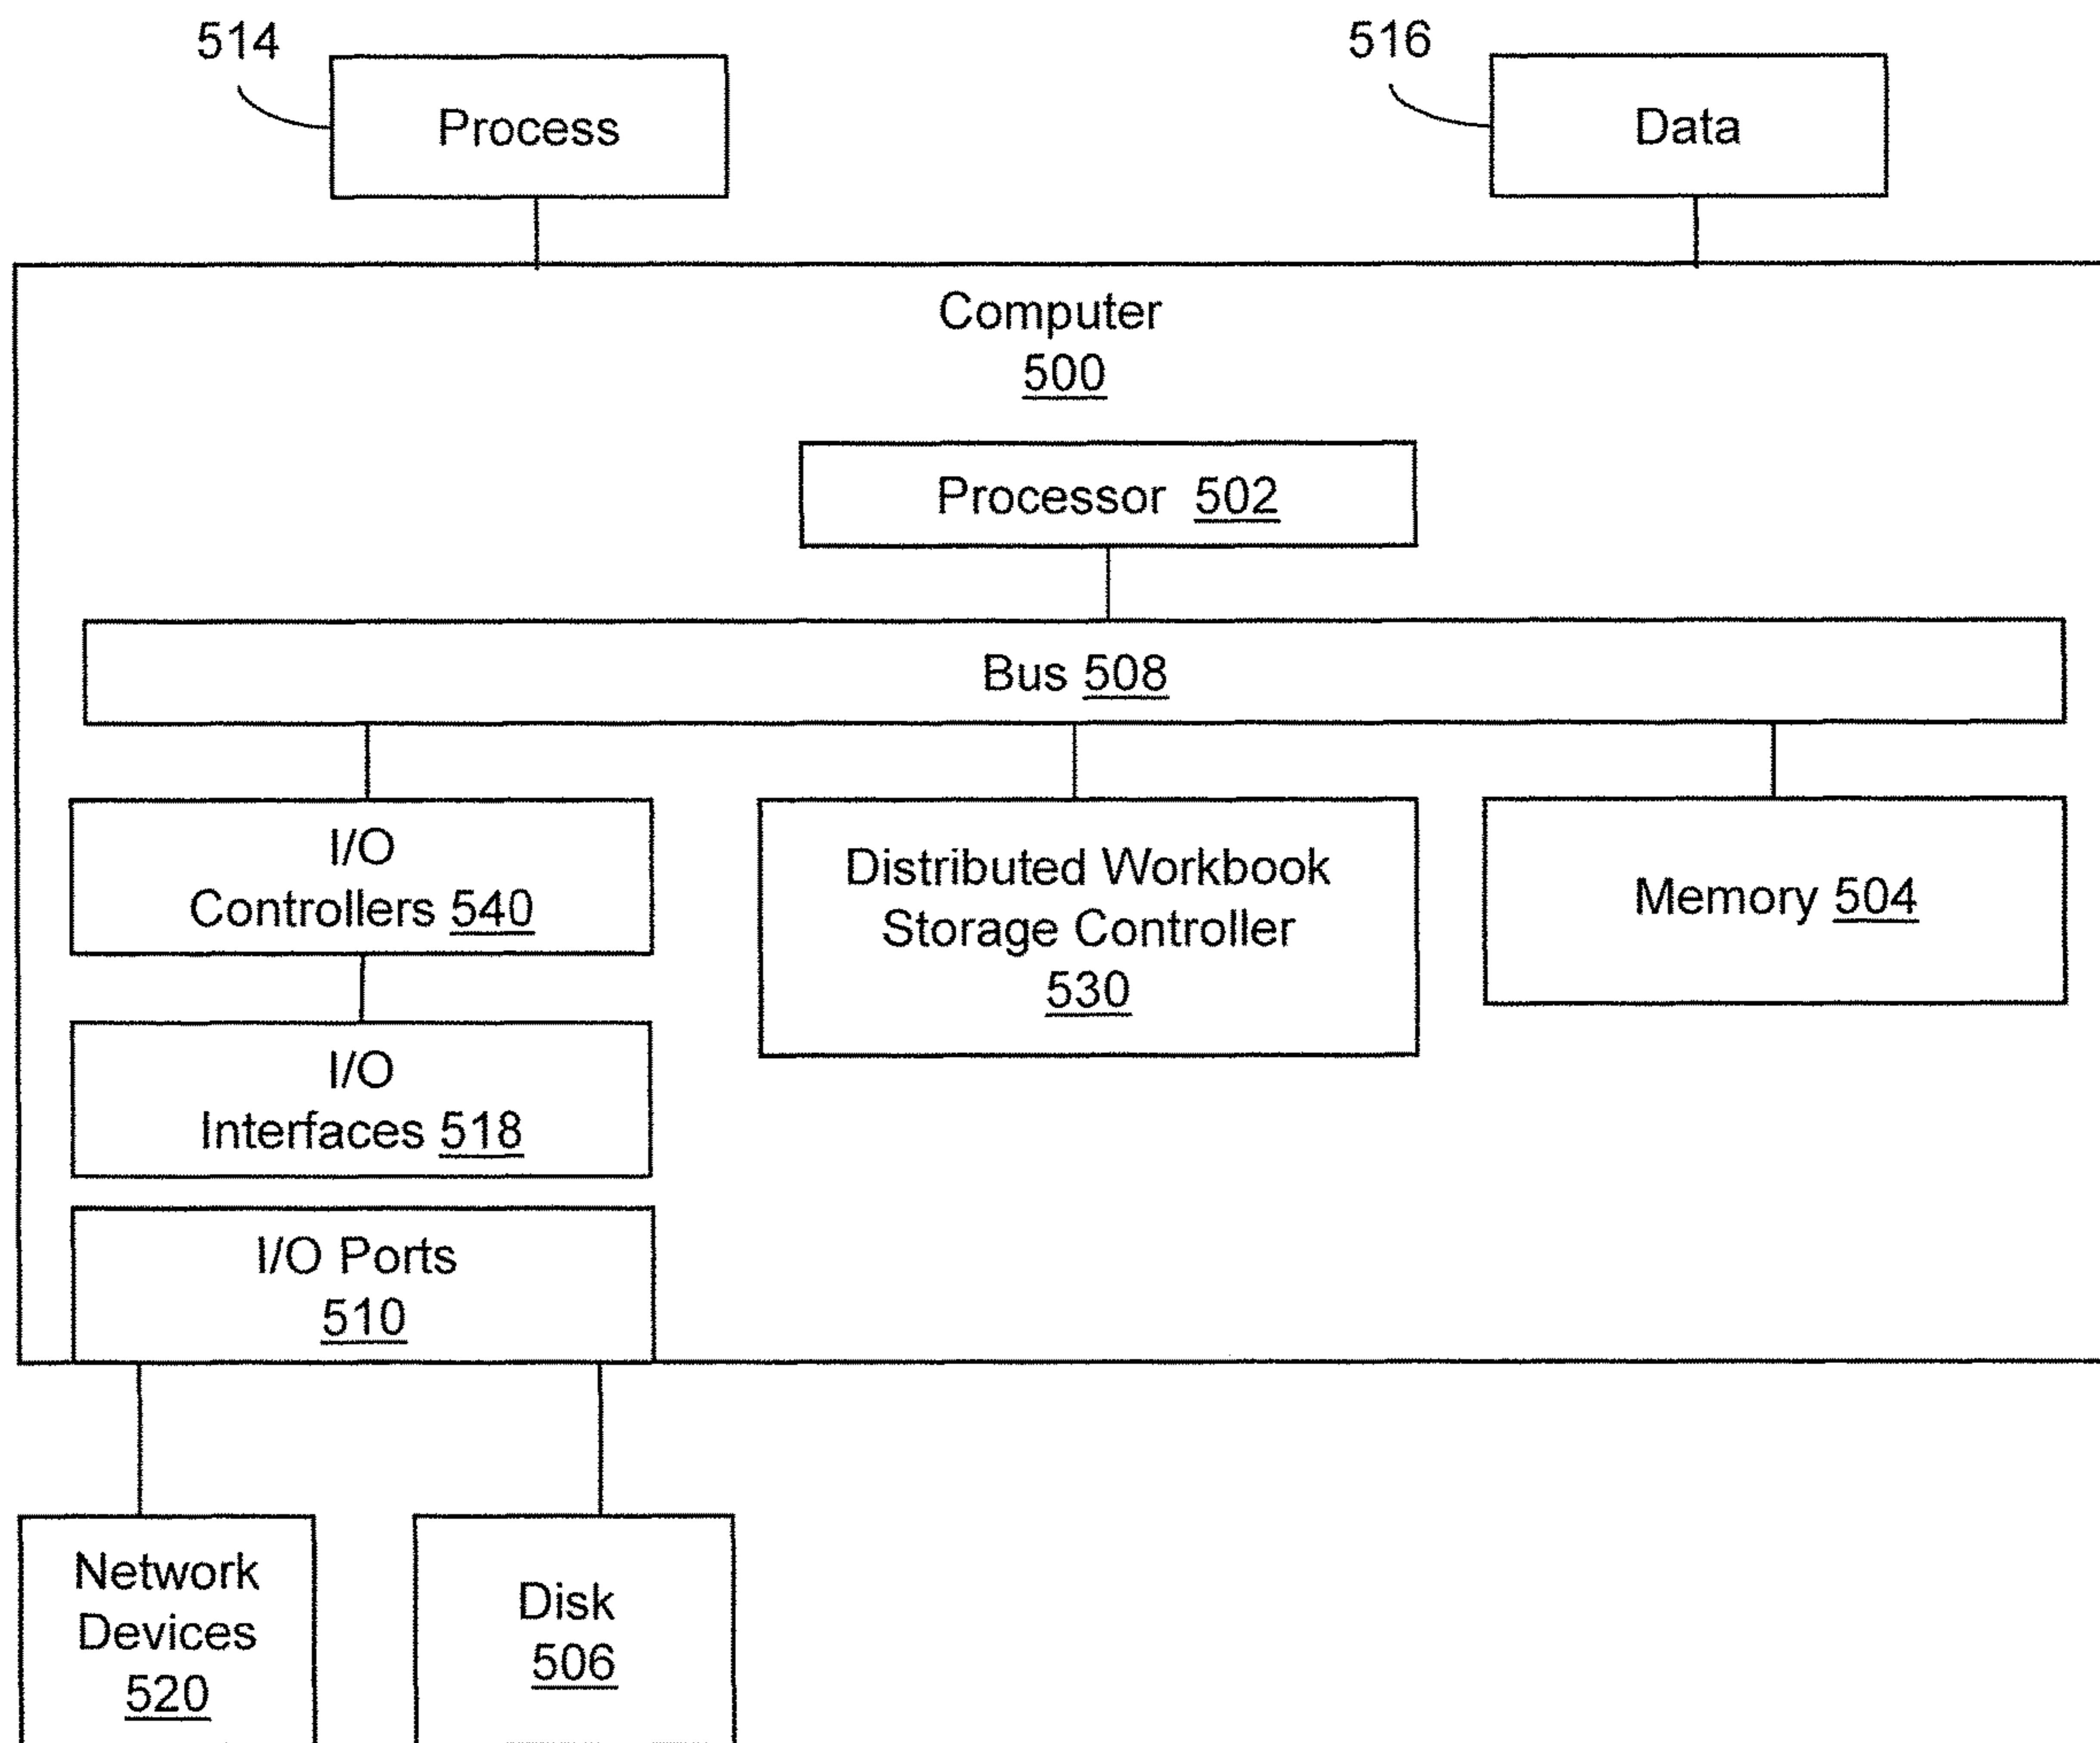 514
Process
516
Data
Computer
500
Processor 502
Bus 508
I/O
Controllers 540
Distributed Workbook
Storage Controller
530
Memory 504
I/O
Interfaces 518
I/O Ports
510
Network
Devices
520
Disk
506